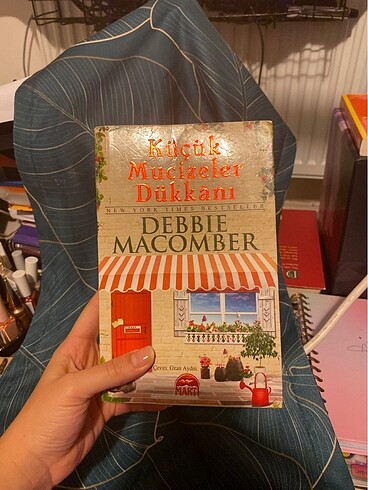 Küçük
Mucizeler
Dükkânı
NEW YORK TIMES BESTSELLER
DEBBIE
MACOMBER
Çeviri: Ozan Aydın
MARTI